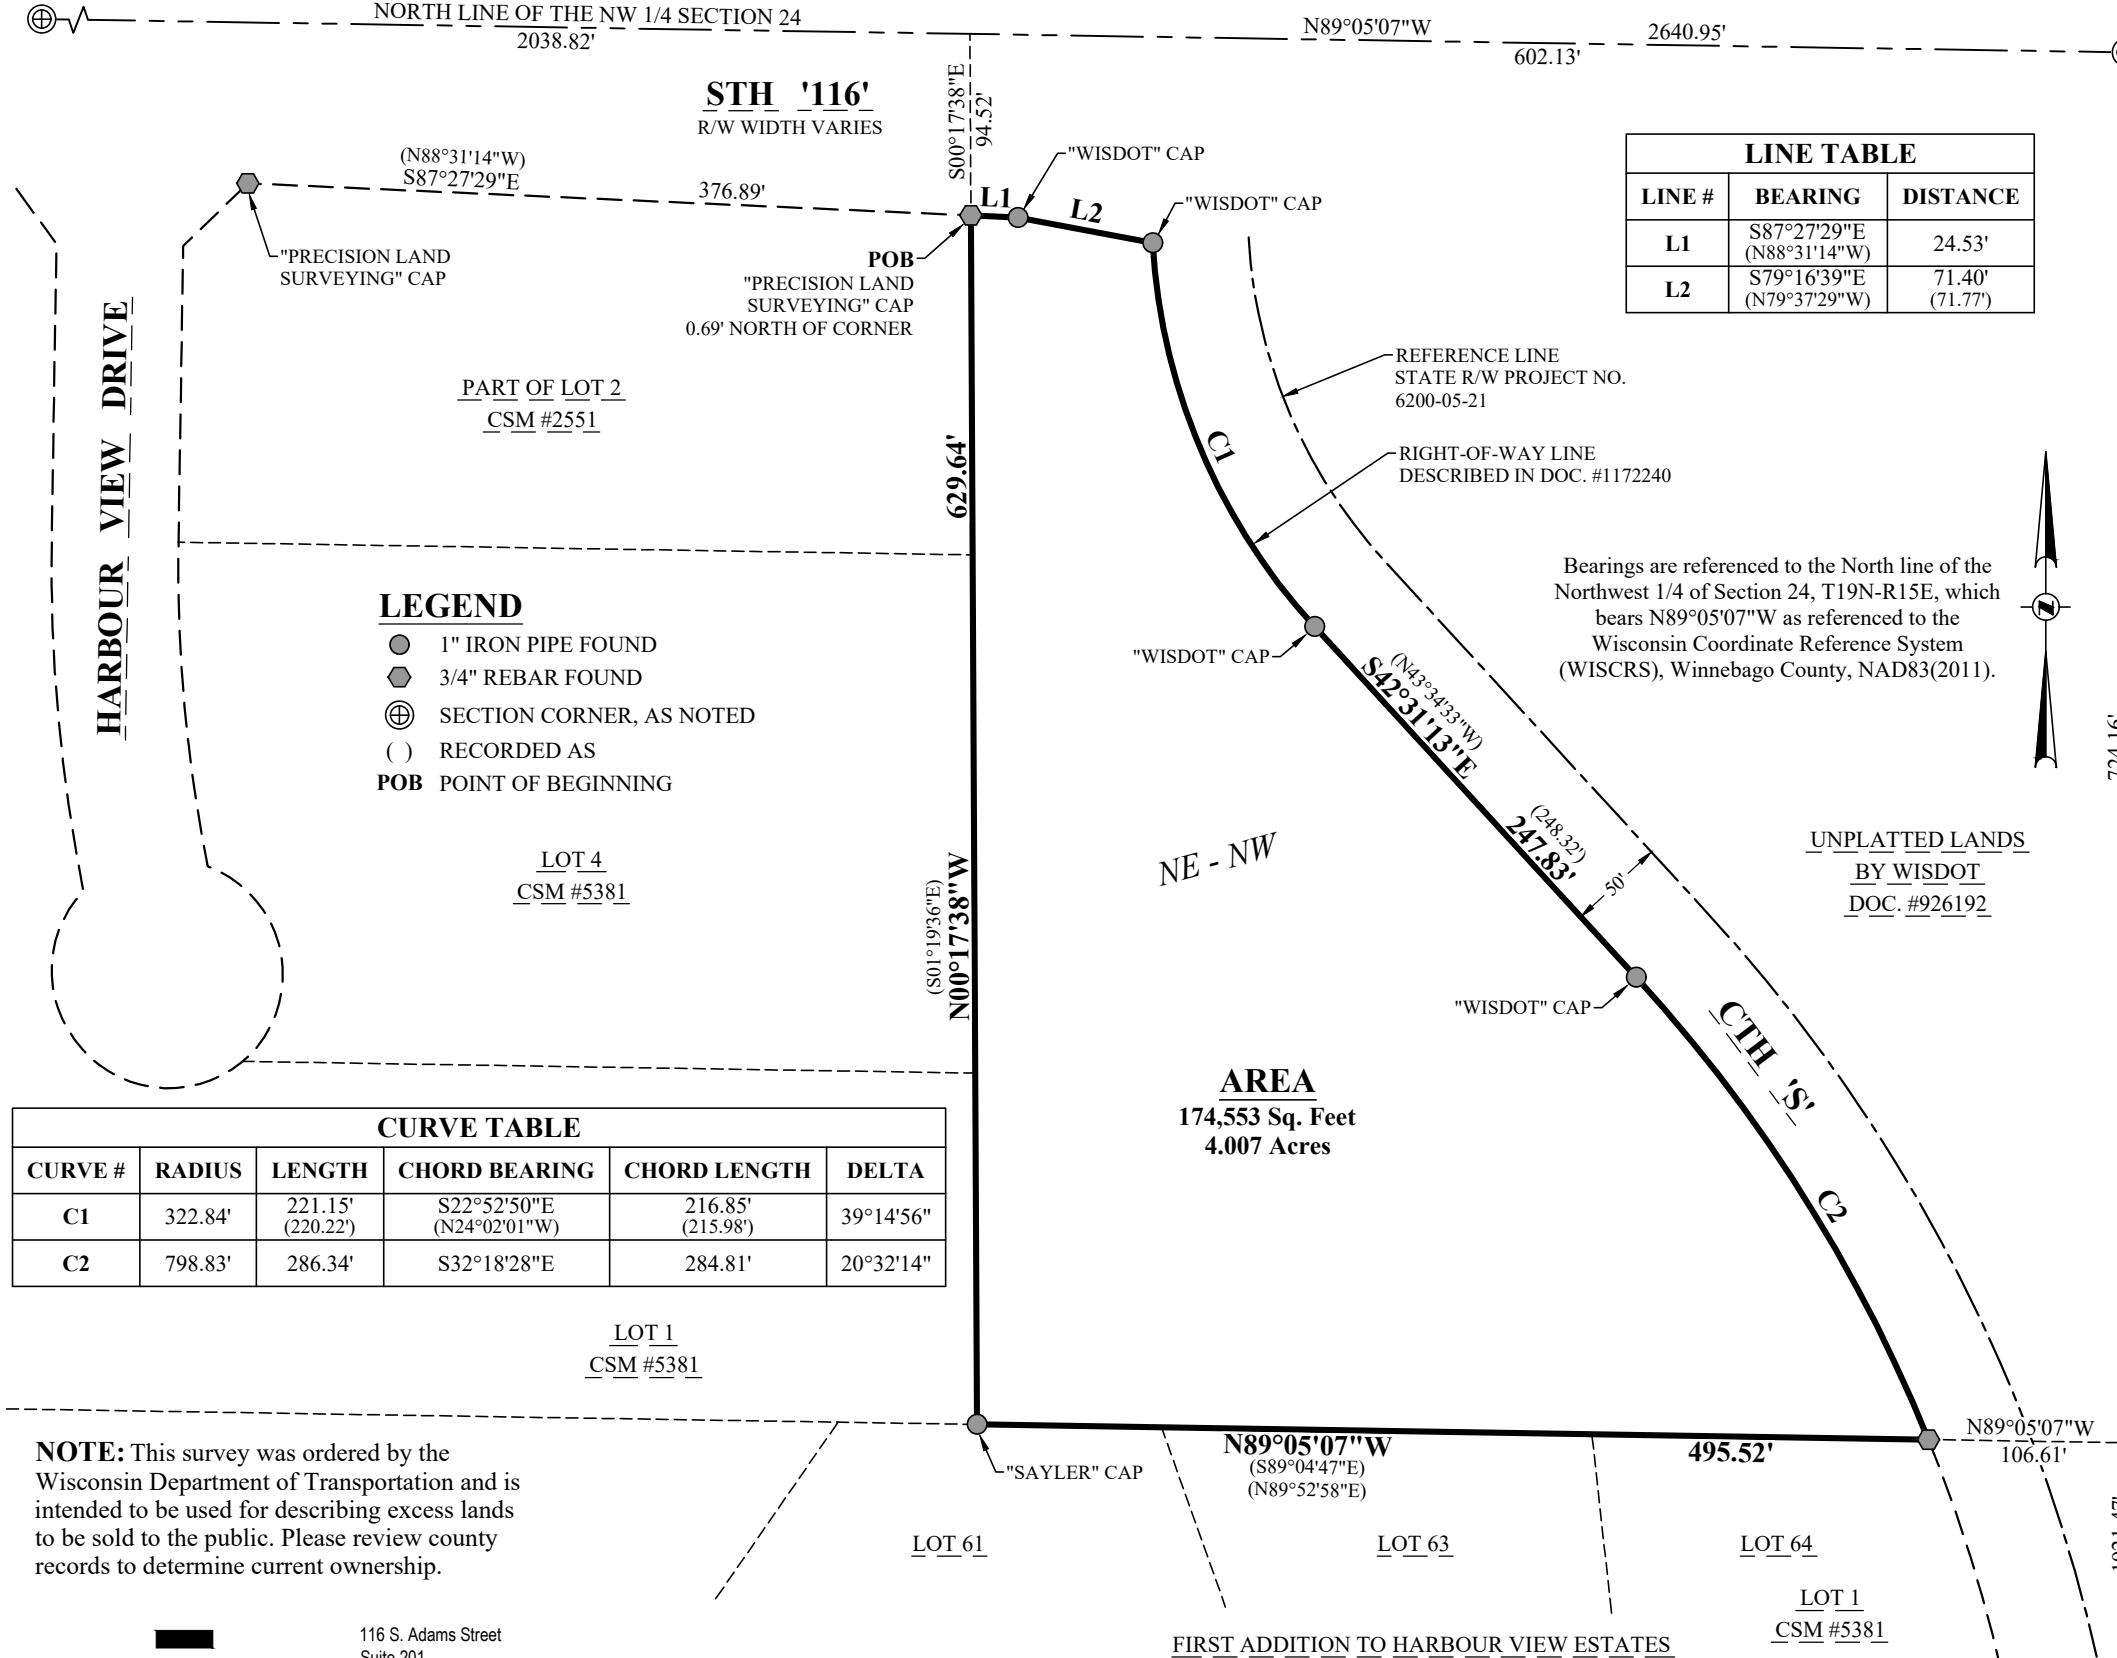 NORTH LINE OF THE NW 1/4 SECTION 24
2038.82'
N89°05'07"W
2640.95'
602.13'
STH '116'
R/W WIDTH VARIES
S00°17'38"E
94.52'
(N88°31'14"W)
S87°27'29"E
376.89'
L1
L2
"WISDOT" CAP
"WISDOT" CAP
"PRECISION LAND
SURVEYING" CAP
POB
"PRECISION LAND
SURVEYING" CAP
0.69' NORTH OF CORNER
LINE TABLE
LINE # BEARING DISTANCE
L1 S87°27'29"E 24.53'
(N88°31'14"W)
L2 S79°16'39"E 71.40'
(N79°37'29"W) (71.77')
HARBOUR VIEW DRIVE
PART OF LOT 2
CSM #2551
629.64'
C1
REFERENCE LINE
STATE R/W PROJECT NO.
6200-05-21
RIGHT-OF-WAY LINE
DESCRIBED IN DOC. #1172240
Bearings are referenced to the North line of the
Northwest 1/4 of Section 24, T19N-R15E, which
bears N89°05'07"W as referenced to the
Wisconsin Coordinate Reference System
(WISCRS), Winnebago County, NAD83(2011).
N
LEGEND
1" IRON PIPE FOUND
3/4" REBAR FOUND
SECTION CORNER, AS NOTED
( ) RECORDED AS
POB POINT OF BEGINNING
"WISDOT" CAP
(N43°34'33"W)
S42°31'13"E
(248.32')
247.83'
50'
NE - NW
UNPLATTED LANDS
BY WISDOT
DOC. #926192
LOT 4
CSM #5381
(S01°19'36"E)
N00°17'38"W
"WISDOT" CAP
CTH 'S'
AREA
174,553 Sq. Feet
4.007 Acres
C2
CURVE TABLE
CURVE # RADIUS LENGTH CHORD BEARING CHORD LENGTH DELTA
C1 322.84' 221.15' S22°52'50"E 216.85' 39°14'56"
(220.22') (N24°02'01"W) (215.98')
C2 798.83' 286.34' S32°18'28"E 284.81' 20°32'14"
LOT 1
CSM #5381
"SAYLER" CAP
N89°05'07"W
(S89°04'47"E)
(N89°52'58"E)
495.52'
N89°05'07"W
106.61'
NOTE: This survey was ordered by the
Wisconsin Department of Transportation and is
intended to be used for describing excess lands
to be sold to the public. Please review county
records to determine current ownership.
LOT 61
LOT 63
LOT 64
LOT 1
CSM #5381
FIRST ADDITION TO HARBOUR VIEW ESTATES
116 S. Adams Street
Suite 201